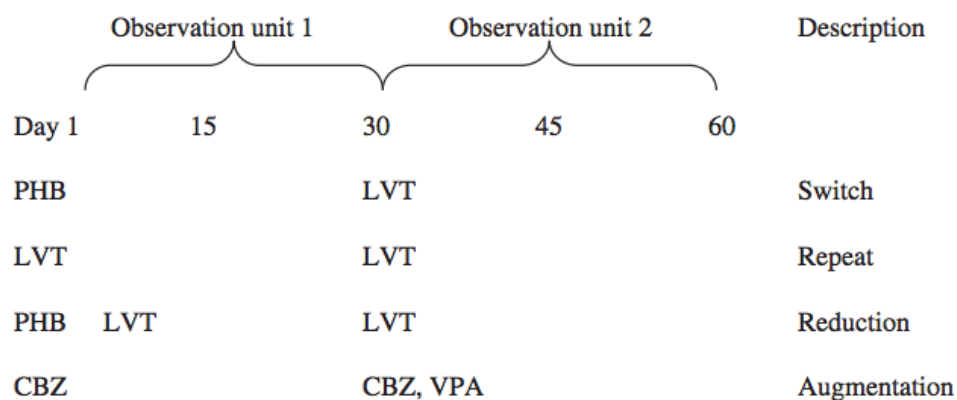 Observation unit 1 Observation unit 2 Description
Day 1 15 30 45 60
PHB LVT Switch
LVT LVT Repeat
PHB LVT LVT Reduction
CBZ CBZ, VPA Augmentation